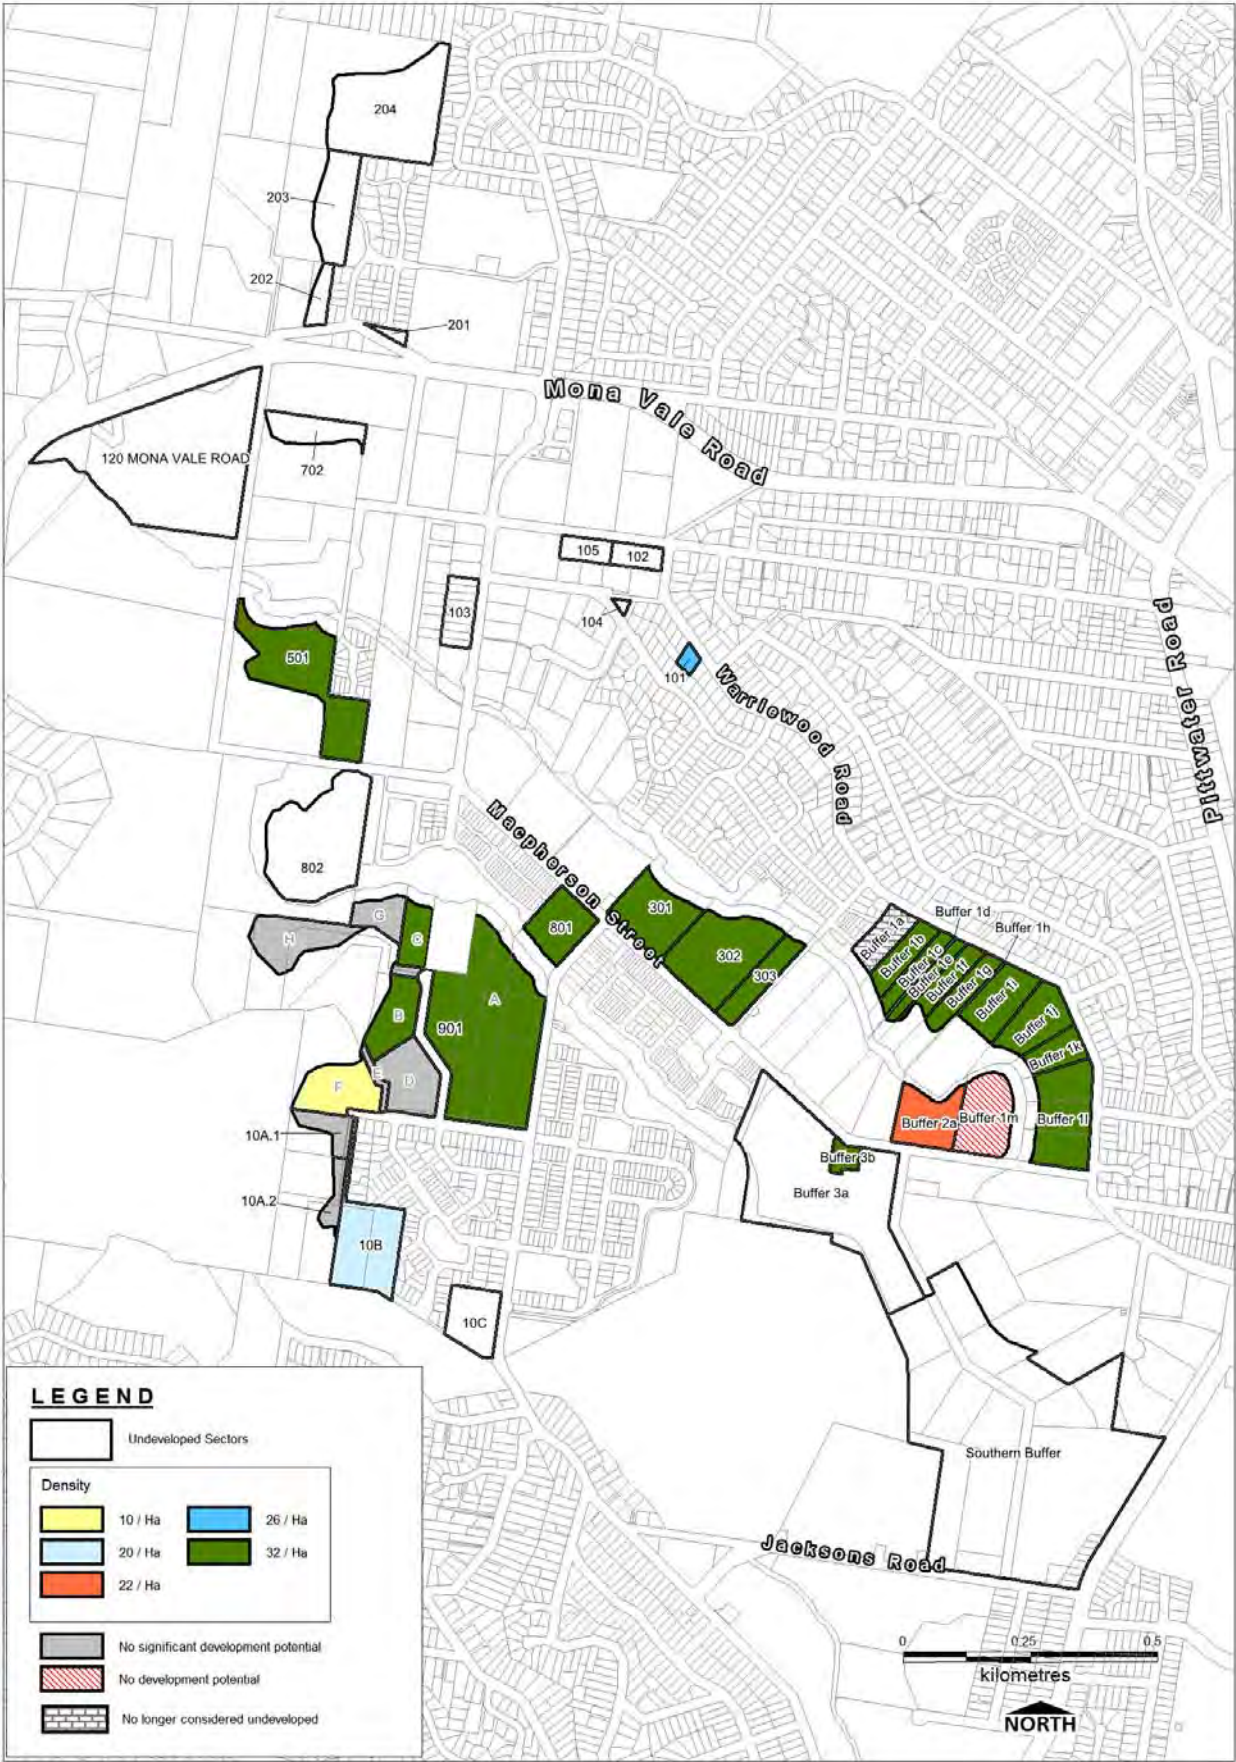 204
203
202
201
Mona Vale Road
120 MONA VALE ROAD
702
105
102
103
104
101
501
Warriewood Road
Pittwater Road
Macpherson Street
802
801
301
302
303
G
H
C
A
B
901
E
D
F
Buffer 1a
Buffer 1b
Buffer 1c
Buffer 1d
Buffer 1e
Buffer 1f
Buffer 1g
Buffer 1h
Buffer 1i
Buffer 1j
Buffer 1k
Buffer 1l
Buffer 2a
Buffer 1m
Buffer 3b
Buffer 3a
10A.1
10A.2
10B
10C
Southern Buffer
Jacksons Road
LEGEND
Undeveloped Sectors
Density
10 / Ha
26 / Ha
20 / Ha
32 / Ha
22 / Ha
No significant development potential
No development potential
No longer considered undeveloped
0 0.25 0.5
kilometres
NORTH